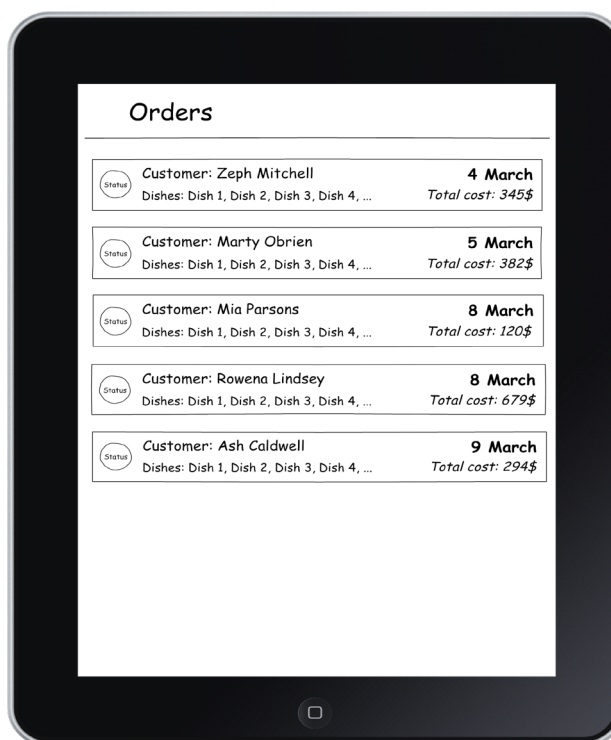 Orders
Status
Customer: Zeph Mitchell
4 March
Dishes: Dish 1, Dish 2, Dish 3, Dish 4, ...
Total cost: 345$
Status
Customer: Marty Obrien
5 March
Dishes: Dish 1, Dish 2, Dish 3, Dish 4, ...
Total cost: 382$
Status
Customer: Mia Parsons
8 March
Dishes: Dish 1, Dish 2, Dish 3, Dish 4, ...
Total cost: 120$
Status
Customer: Rowena Lindsey
8 March
Dishes: Dish 1, Dish 2, Dish 3, Dish 4, ...
Total cost: 679$
Status
Customer: Ash Caldwell
9 March
Dishes: Dish 1, Dish 2, Dish 3, Dish 4, ...
Total cost: 294$